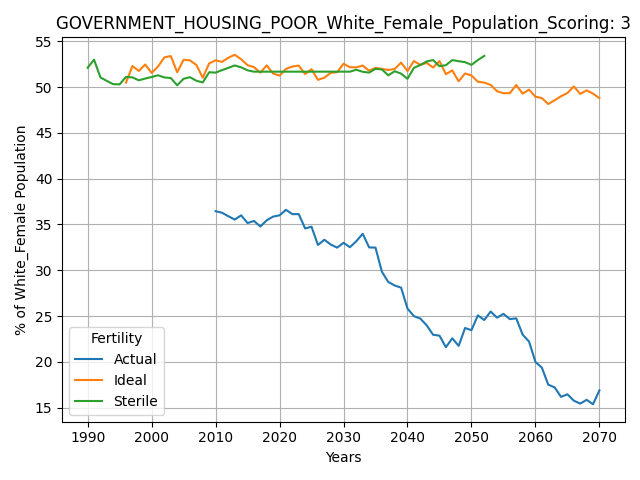 GOVERNMENT_HOUSING_POOR_White_Female_Population_Scoring: 3
% of White_Female Population
55
50
45
40
35
30
25
20
15
Fertility
Actual
Ideal
Sterile
1990 2000 2010 2020 2030 2040 2050 2060 2070
Years